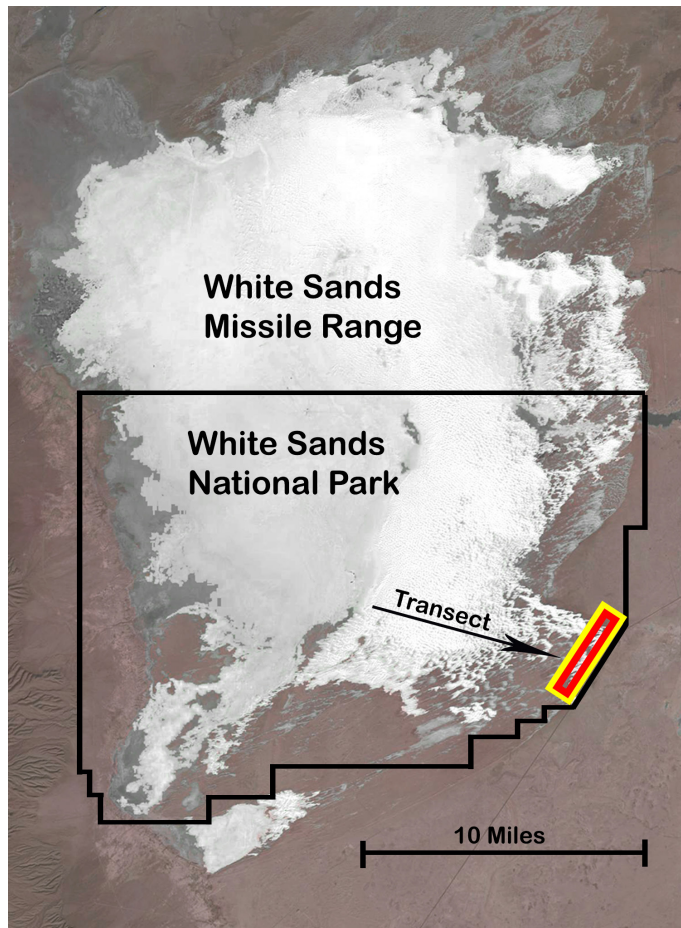 White Sands
Missile Range
White Sands
National Park
Transect
10 Miles